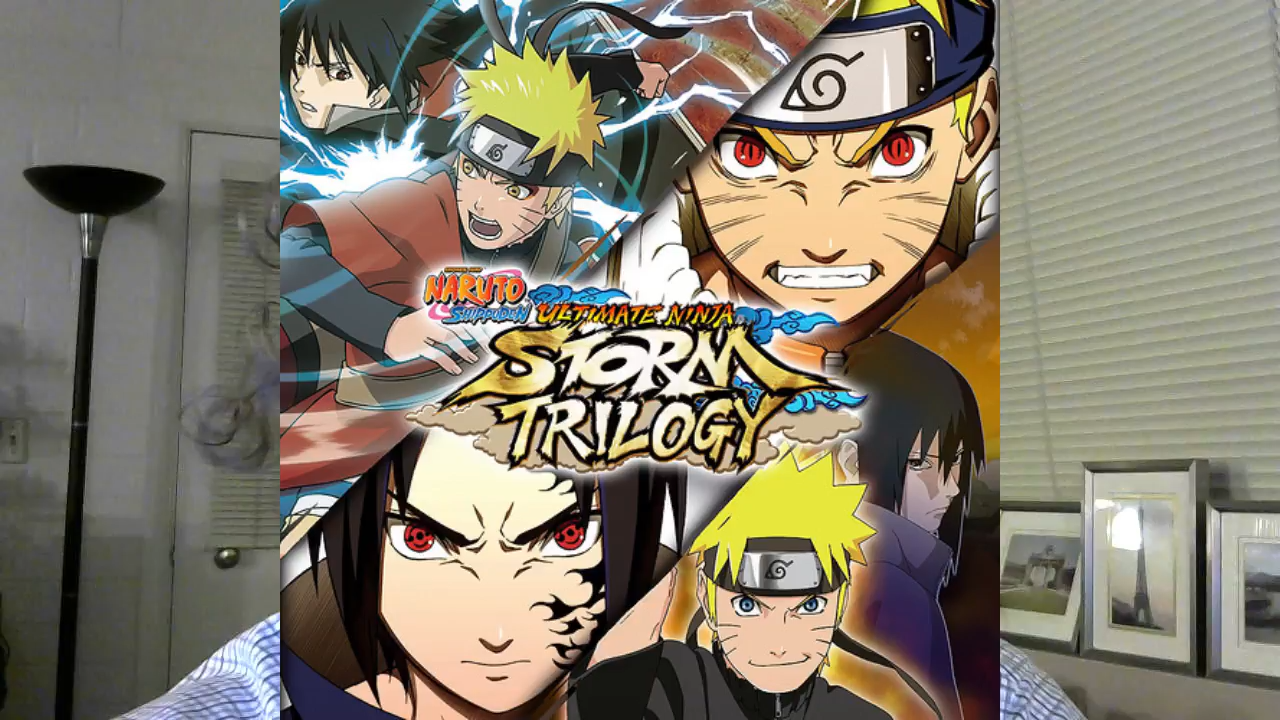 NARUTO
SHIPPUDEN
ULTIMATE NINJA
STORM
TRILOGY